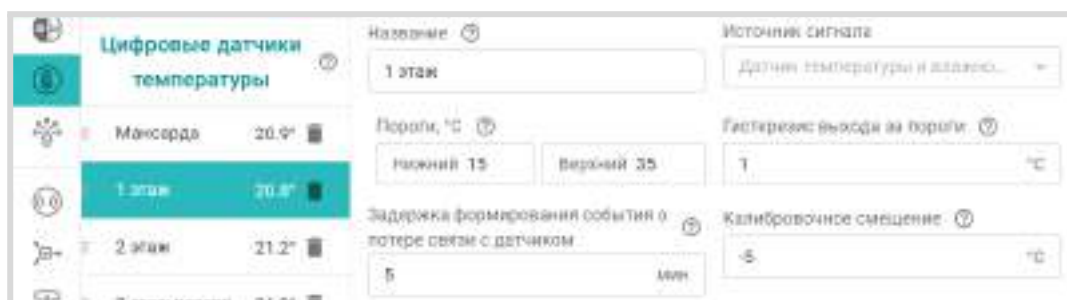 Цифровые датчики
температуры
Мансарда 20.9°
1 этаж 20.8°
2 этаж 21.2°
Название
1 этаж
Источник сигнала
Датчик температуры и влажно...
Пороги, °C
Нижний 15
Верхний 35
Гистерезис выхода за пороги
1 °C
Задержка формирования события о
потере связи с датчиком
5 мин
Калибровочное смещение
-5 °C